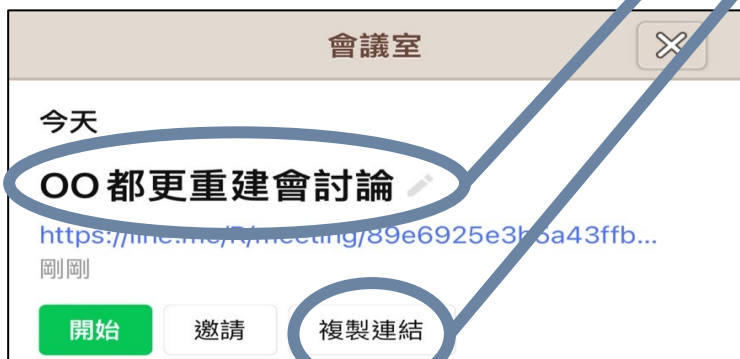 會議室
今天
OO都更重建會討論
https://line.me/R/meeting/89e6925e3b5a43ffb...
剛剛
開始 邀請 複製連結